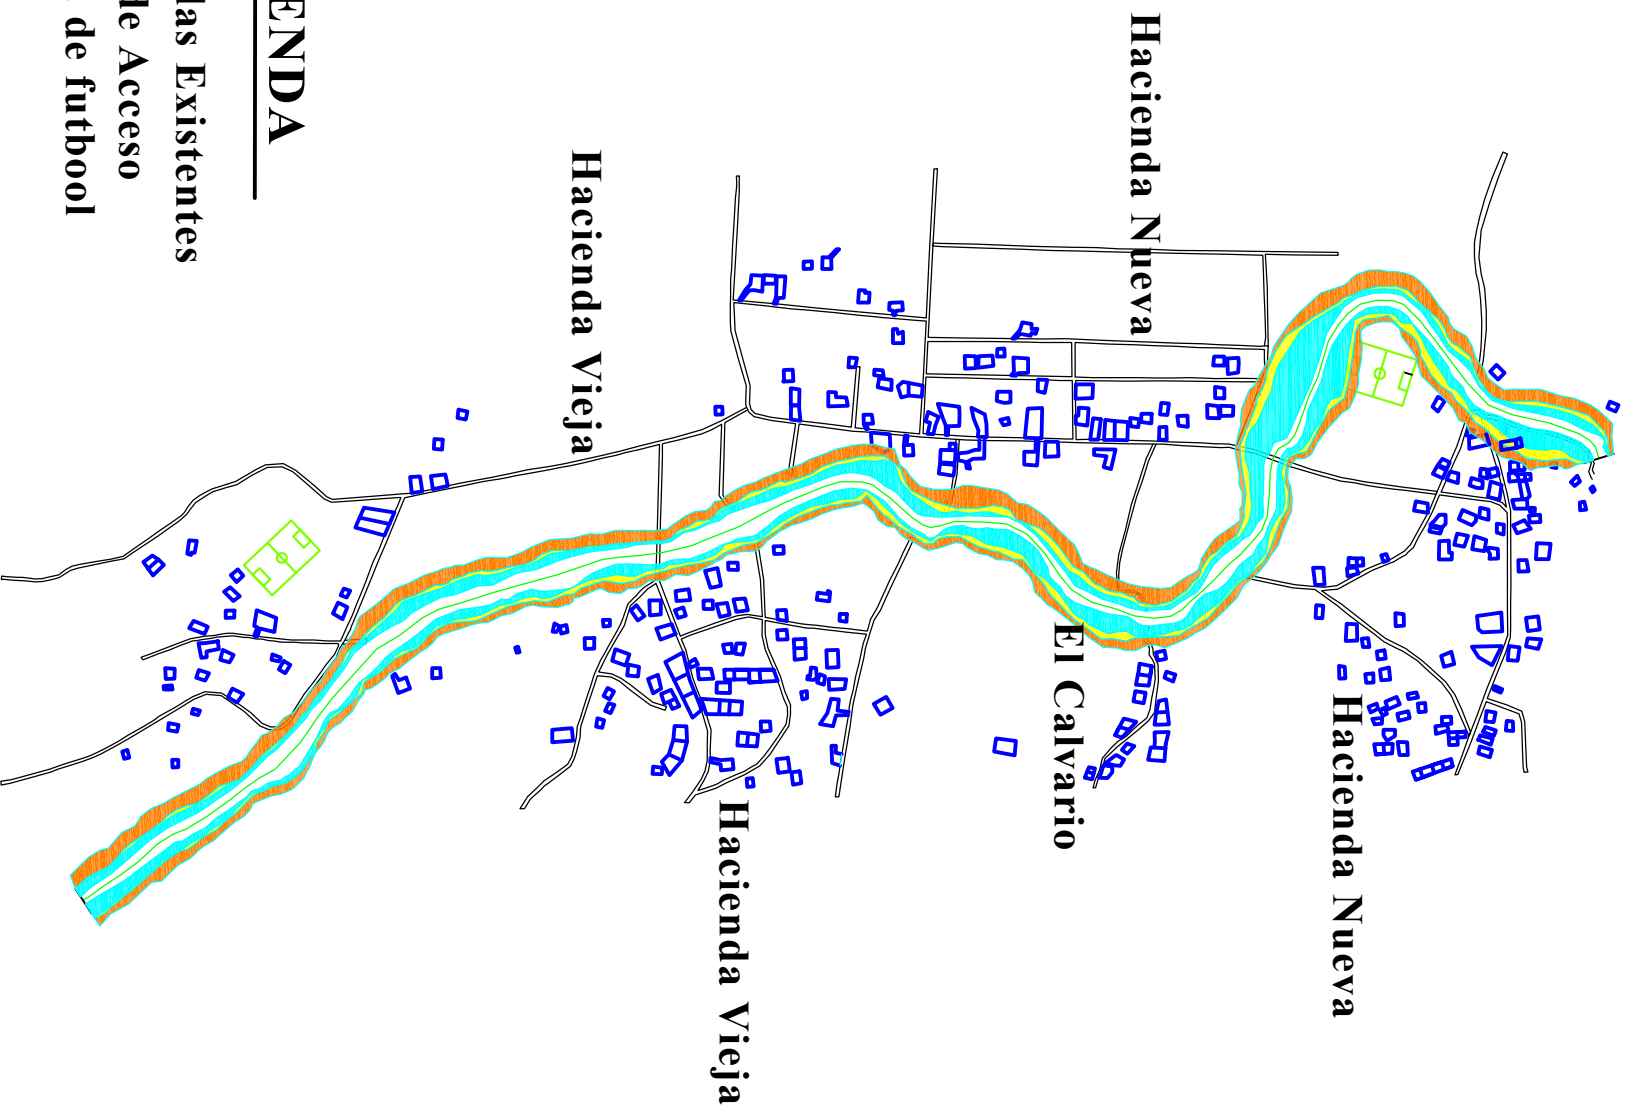 Hacienda Nueva
Hacienda Vieja
Hacienda Nueva
El Calvario
Hacienda Vieja
ENDA
las Existentes
de Acceso
de futbool